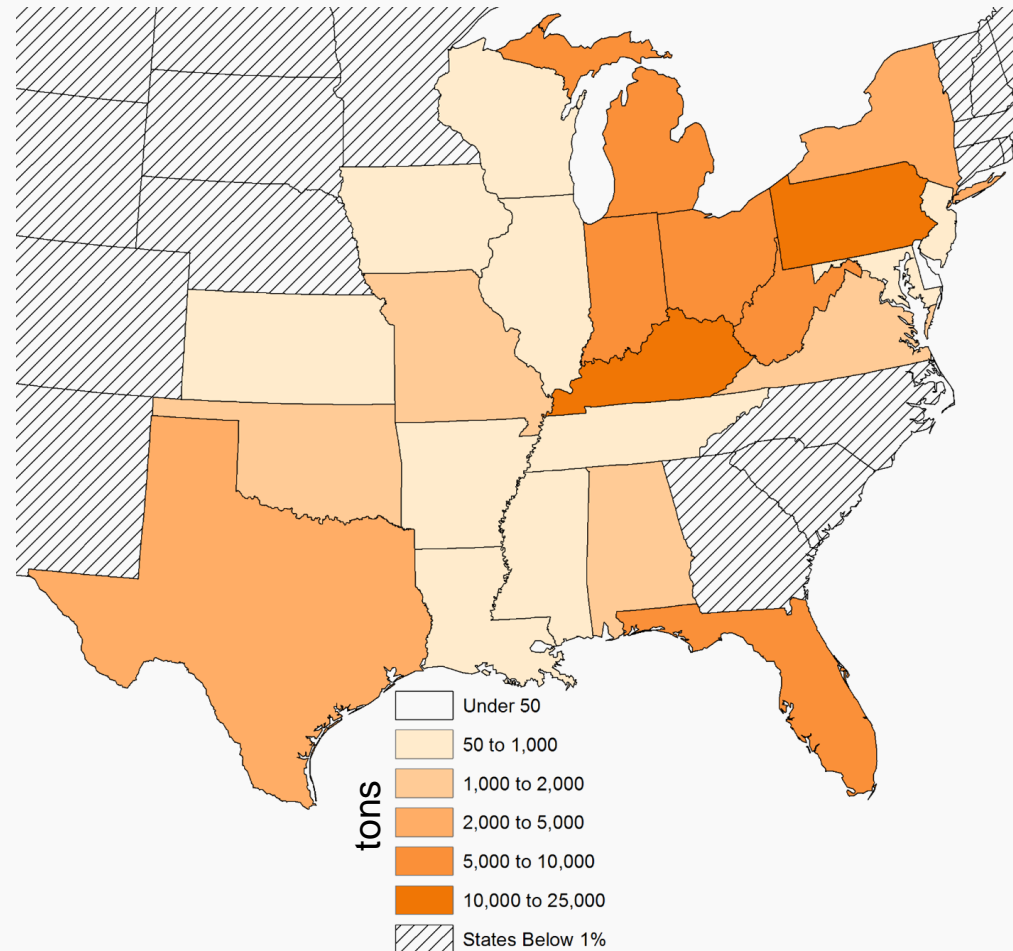 tons
Under 50
50 to 1,000
1,000 to 2,000
2,000 to 5,000
5,000 to 10,000
10,000 to 25,000
States Below 1%